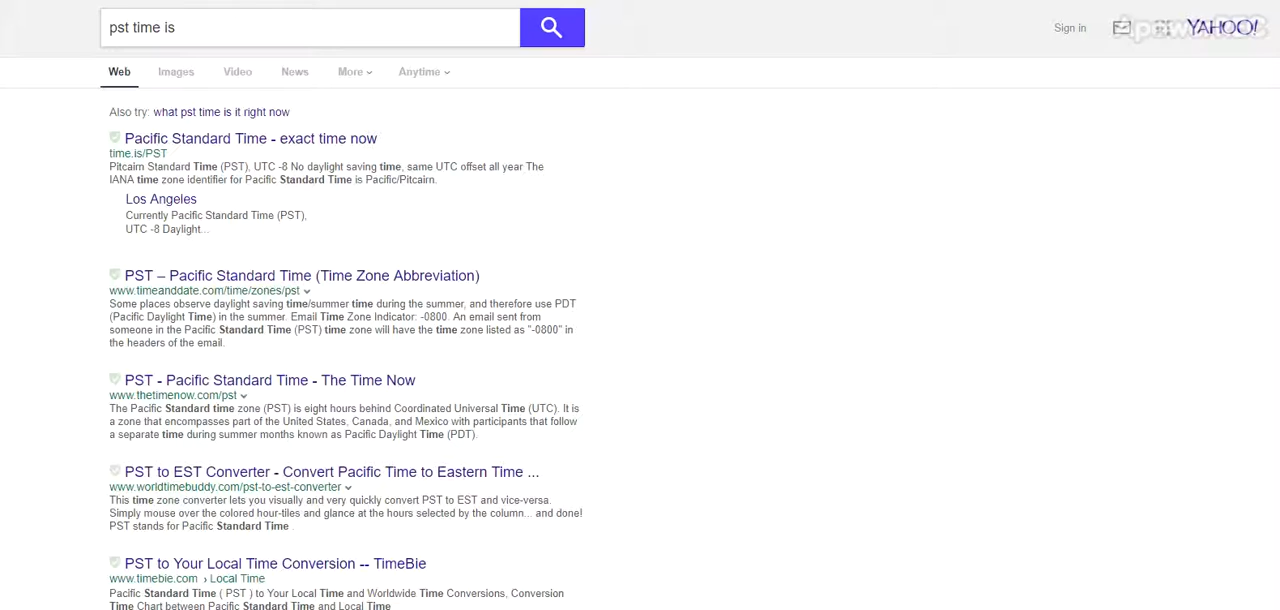 pst time is
Sign in
YAHOO!
Web Images Video News More Anytime
Also try: what pst time is it right now
Pacific Standard Time - exact time now
time.is/PST
Pitcairn Standard Time (PST), UTC -8 No daylight saving time, same UTC offset all year The
IANA time zone identifier for Pacific Standard Time is Pacific/Pitcairn.
Los Angeles
Currently Pacific Standard Time (PST),
UTC -8 Daylight...
PST – Pacific Standard Time (Time Zone Abbreviation)
www.timeanddate.com/time/zones/pst
Some places observe daylight saving time/summer time during the summer, and therefore use PDT
(Pacific Daylight Time) in the summer. Email Time Zone Indicator: -0800. An email sent from
someone in the Pacific Standard Time (PST) time zone will have the time zone listed as "-0800" in
the headers of the email.
PST - Pacific Standard Time - The Time Now
www.thetimenow.com/pst
The Pacific Standard time zone (PST) is eight hours behind Coordinated Universal Time (UTC). It is
a zone that encompasses part of the United States, Canada, and Mexico with participants that follow
a separate time during summer months known as Pacific Daylight Time (PDT).
PST to EST Converter - Convert Pacific Time to Eastern Time ...
www.worldtimebuddy.com/pst-to-est-converter
This time zone converter lets you visually and very quickly convert PST to EST and vice-versa.
Simply mouse over the colored hour-tiles and glance at the hours selected by the column... and done!
PST stands for Pacific Standard Time
PST to Your Local Time Conversion -- TimeBie
www.timebie.com › Local Time
Pacific Standard Time ( PST ) to Your Local Time and Worldwide Time Conversions, Conversion
Time Chart between Pacific Standard Time and Local Time